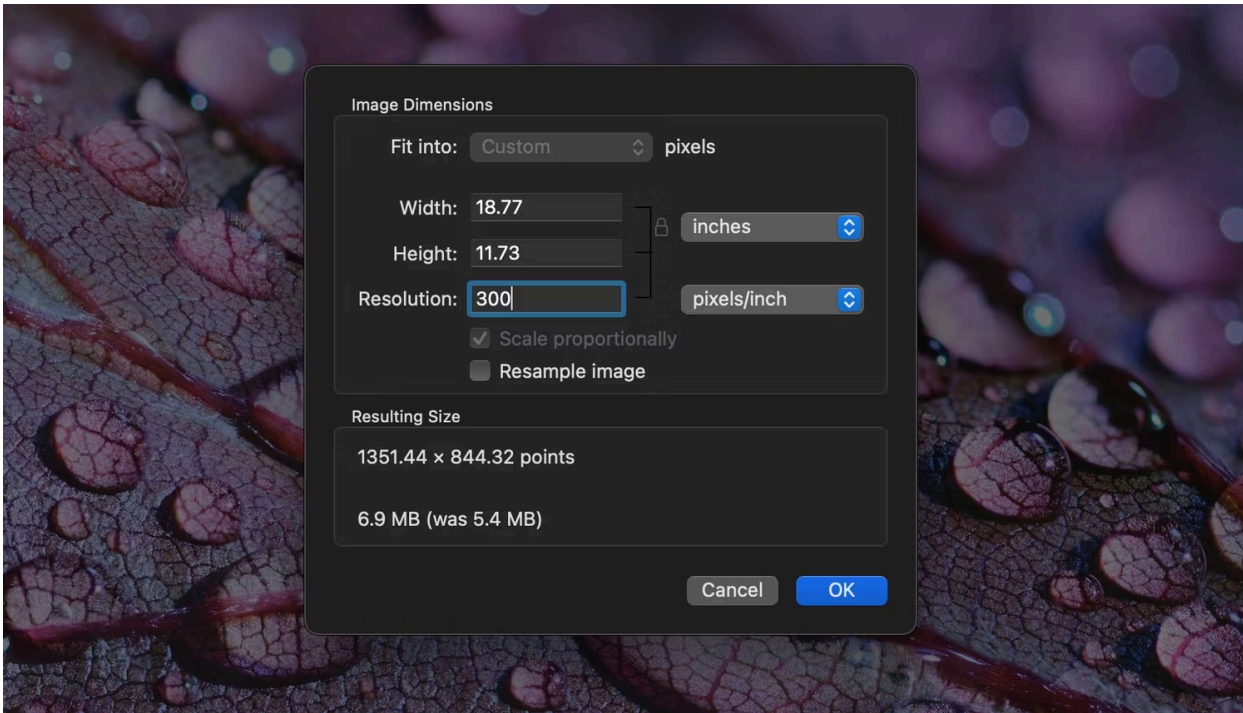 Image Dimensions
Fit into: Custom pixels
Width: 18.77
inches
Height: 11.73
Resolution: 300 pixels/inch
Scale proportionally
Resample image
Resulting Size
1351.44 × 844.32 points
6.9 MB (was 5.4 MB)
Cancel OK